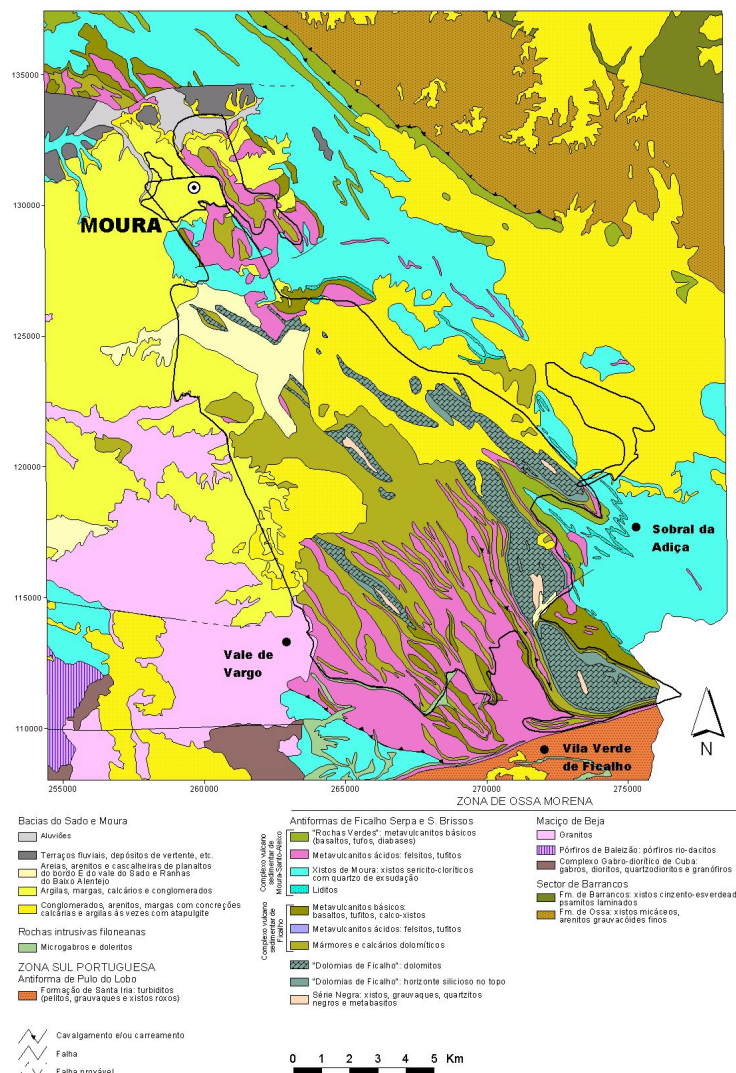 135000
130000
MOURA
125000
120000
Sobral da
Adiça
115000
Vale de
Vargo
110000
N
Vila Verde
de Ficalho
255000
260000
265000
270000
275000
ZONA DE OSSA MORENA
Bacias do Sado e Moura
Aluviões
Terraços fluviais, depósitos de vertente, etc.
Areias, arenitos e cascalheiras de planaltos
do bordo E do vale do Sado e Ranhas
do Baixo Alentejo
Argilas, margas, calcários e conglomerados
Conglomerados, arenitos, margas com concreções
calcárias e argilas às vezes com atapulgite
Rochas intrusivas filoneanas
Microgabros e doleritos
ZONA SUL PORTUGUESA
Antiforma de Pulo do Lobo
Formação de Santa Iria: turbiditos
(pelitos, grauvaques e xistos roxos)
Cavalgamento e/ou carreamento
Falha
Falha provável
Antiformas de Ficalho Serpa e S. Brissos
Complexo vulcano
sedimentar de
Moura-Santo-Aleixo
"Rochas Verdes": metavulcanitos básicos
(basaltos, tufos, diabases)
Metavulcanitos ácidos: felsitos, tufitos
Xistos de Moura: xistos sericito-cloríticos
com quartzo de exsudação
Liditos
Complexo vulcano
sedimentar de
Ficalho
Metavulcanitos básicos:
basaltos, tufitos, calco-xistos
Metavulcanitos ácidos: felsitos, tufitos
Mármores e calcários dolomíticos
"Dolomias de Ficalho": dolomitos
"Dolomias de Ficalho": horizonte silicioso no topo
Série Negra: xistos, grauvaques, quartzitos
negros e metabasitos
Maciço de Beja
Granitos
Pórfiros de Baleizão: pórfiros rio-dacitos
Complexo Gabro-diorítico de Cuba:
gabros, dioritos, quartzodioritos e granófiros
Sector de Barrancos
Fm. de Barrancos: xistos cinzento-esverdead
psamitos laminados
Fm. de Ossa: xistos micáceos,
arenitos grauvacóides finos
0 1 2 3 4 5 Km